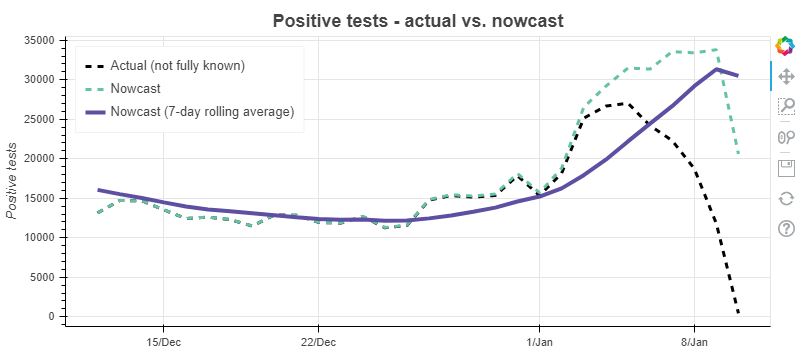 Positive tests - actual vs. nowcast
35000
30000
25000
20000
15000
10000
5000
0
Positive tests
Actual (not fully known)
Nowcast
Nowcast (7-day rolling average)
15/Dec
22/Dec
1/Jan
8/Jan